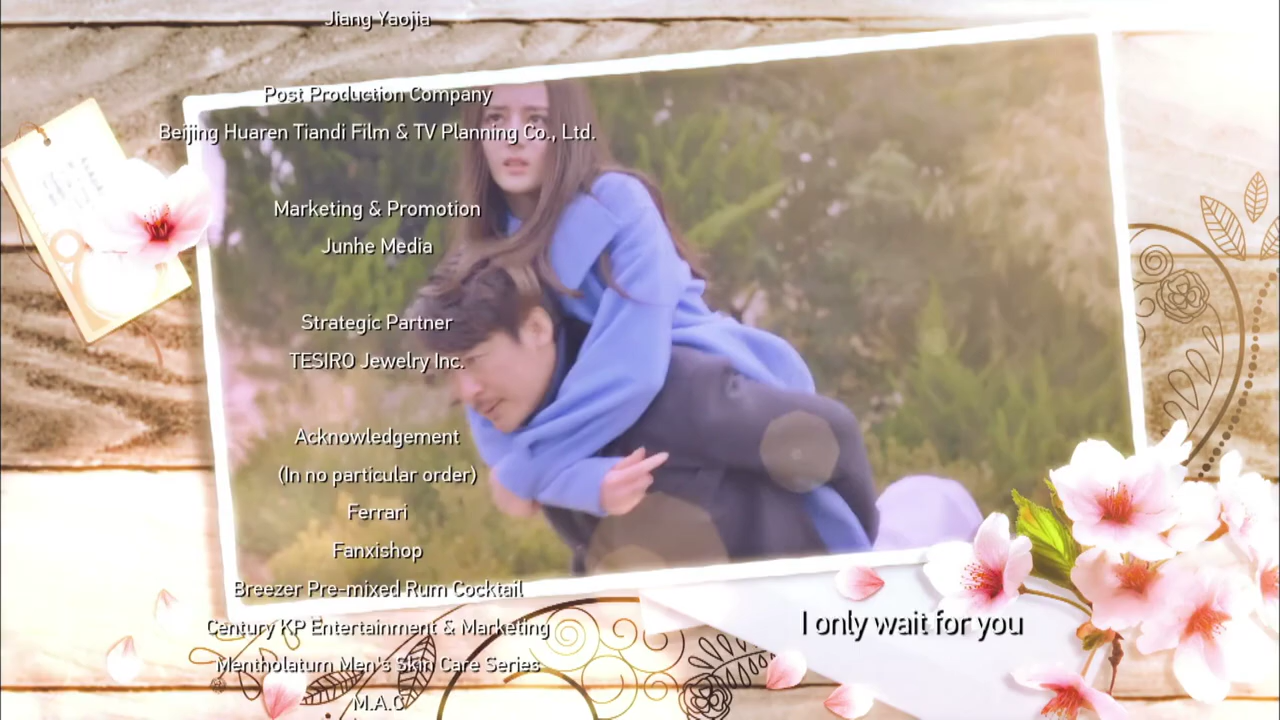 Jiang Yaojia
Post Production Company
Beijing Huaren Tiandi Film & TV Planning Co., Ltd.
Marketing & Promotion
Junhe Media
Strategic Partner
TESIRO Jewelry Inc.
Acknowledgement
(In no particular order)
Ferrari
Fanxishop
Breezer Pre-mixed Rum Cocktail
Century KP Entertainment & Marketing
Mentholatum Men's Skin Care Series
M.A.C
I only wait for you